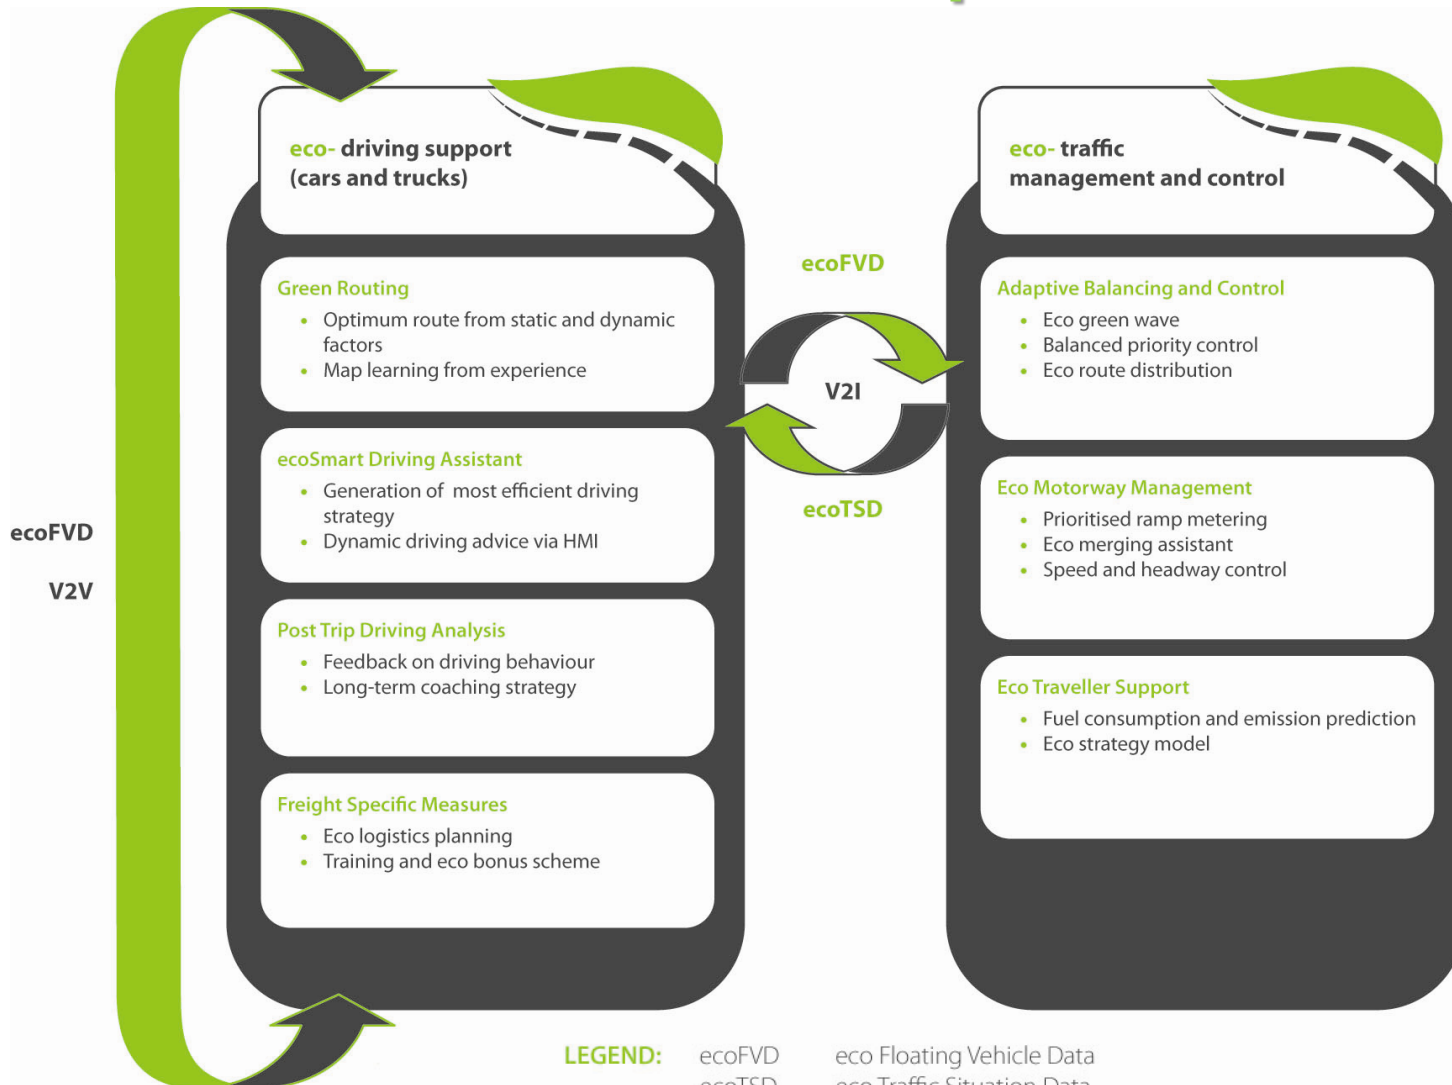 eco- driving support
(cars and trucks)
Green Routing
• Optimum route from static and dynamic
factors
• Map learning from experience
ecoSmart Driving Assistant
• Generation of most efficient driving
strategy
• Dynamic driving advice via HMI
Post Trip Driving Analysis
• Feedback on driving behaviour
• Long-term coaching strategy
Freight Specific Measures
• Eco logistics planning
• Training and eco bonus scheme
ecoFVD
V2V
ecoFVD
V2I
ecoTSD
eco- traffic
management and control
Adaptive Balancing and Control
• Eco green wave
• Balanced priority control
• Eco route distribution
Eco Motorway Management
• Prioritised ramp metering
• Eco merging assistant
• Speed and headway control
Eco Traveller Support
• Fuel consumption and emission prediction
• Eco strategy model
LEGEND: ecoFVD eco Floating Vehicle Data
ecoTSD eco Traffic Situation Data